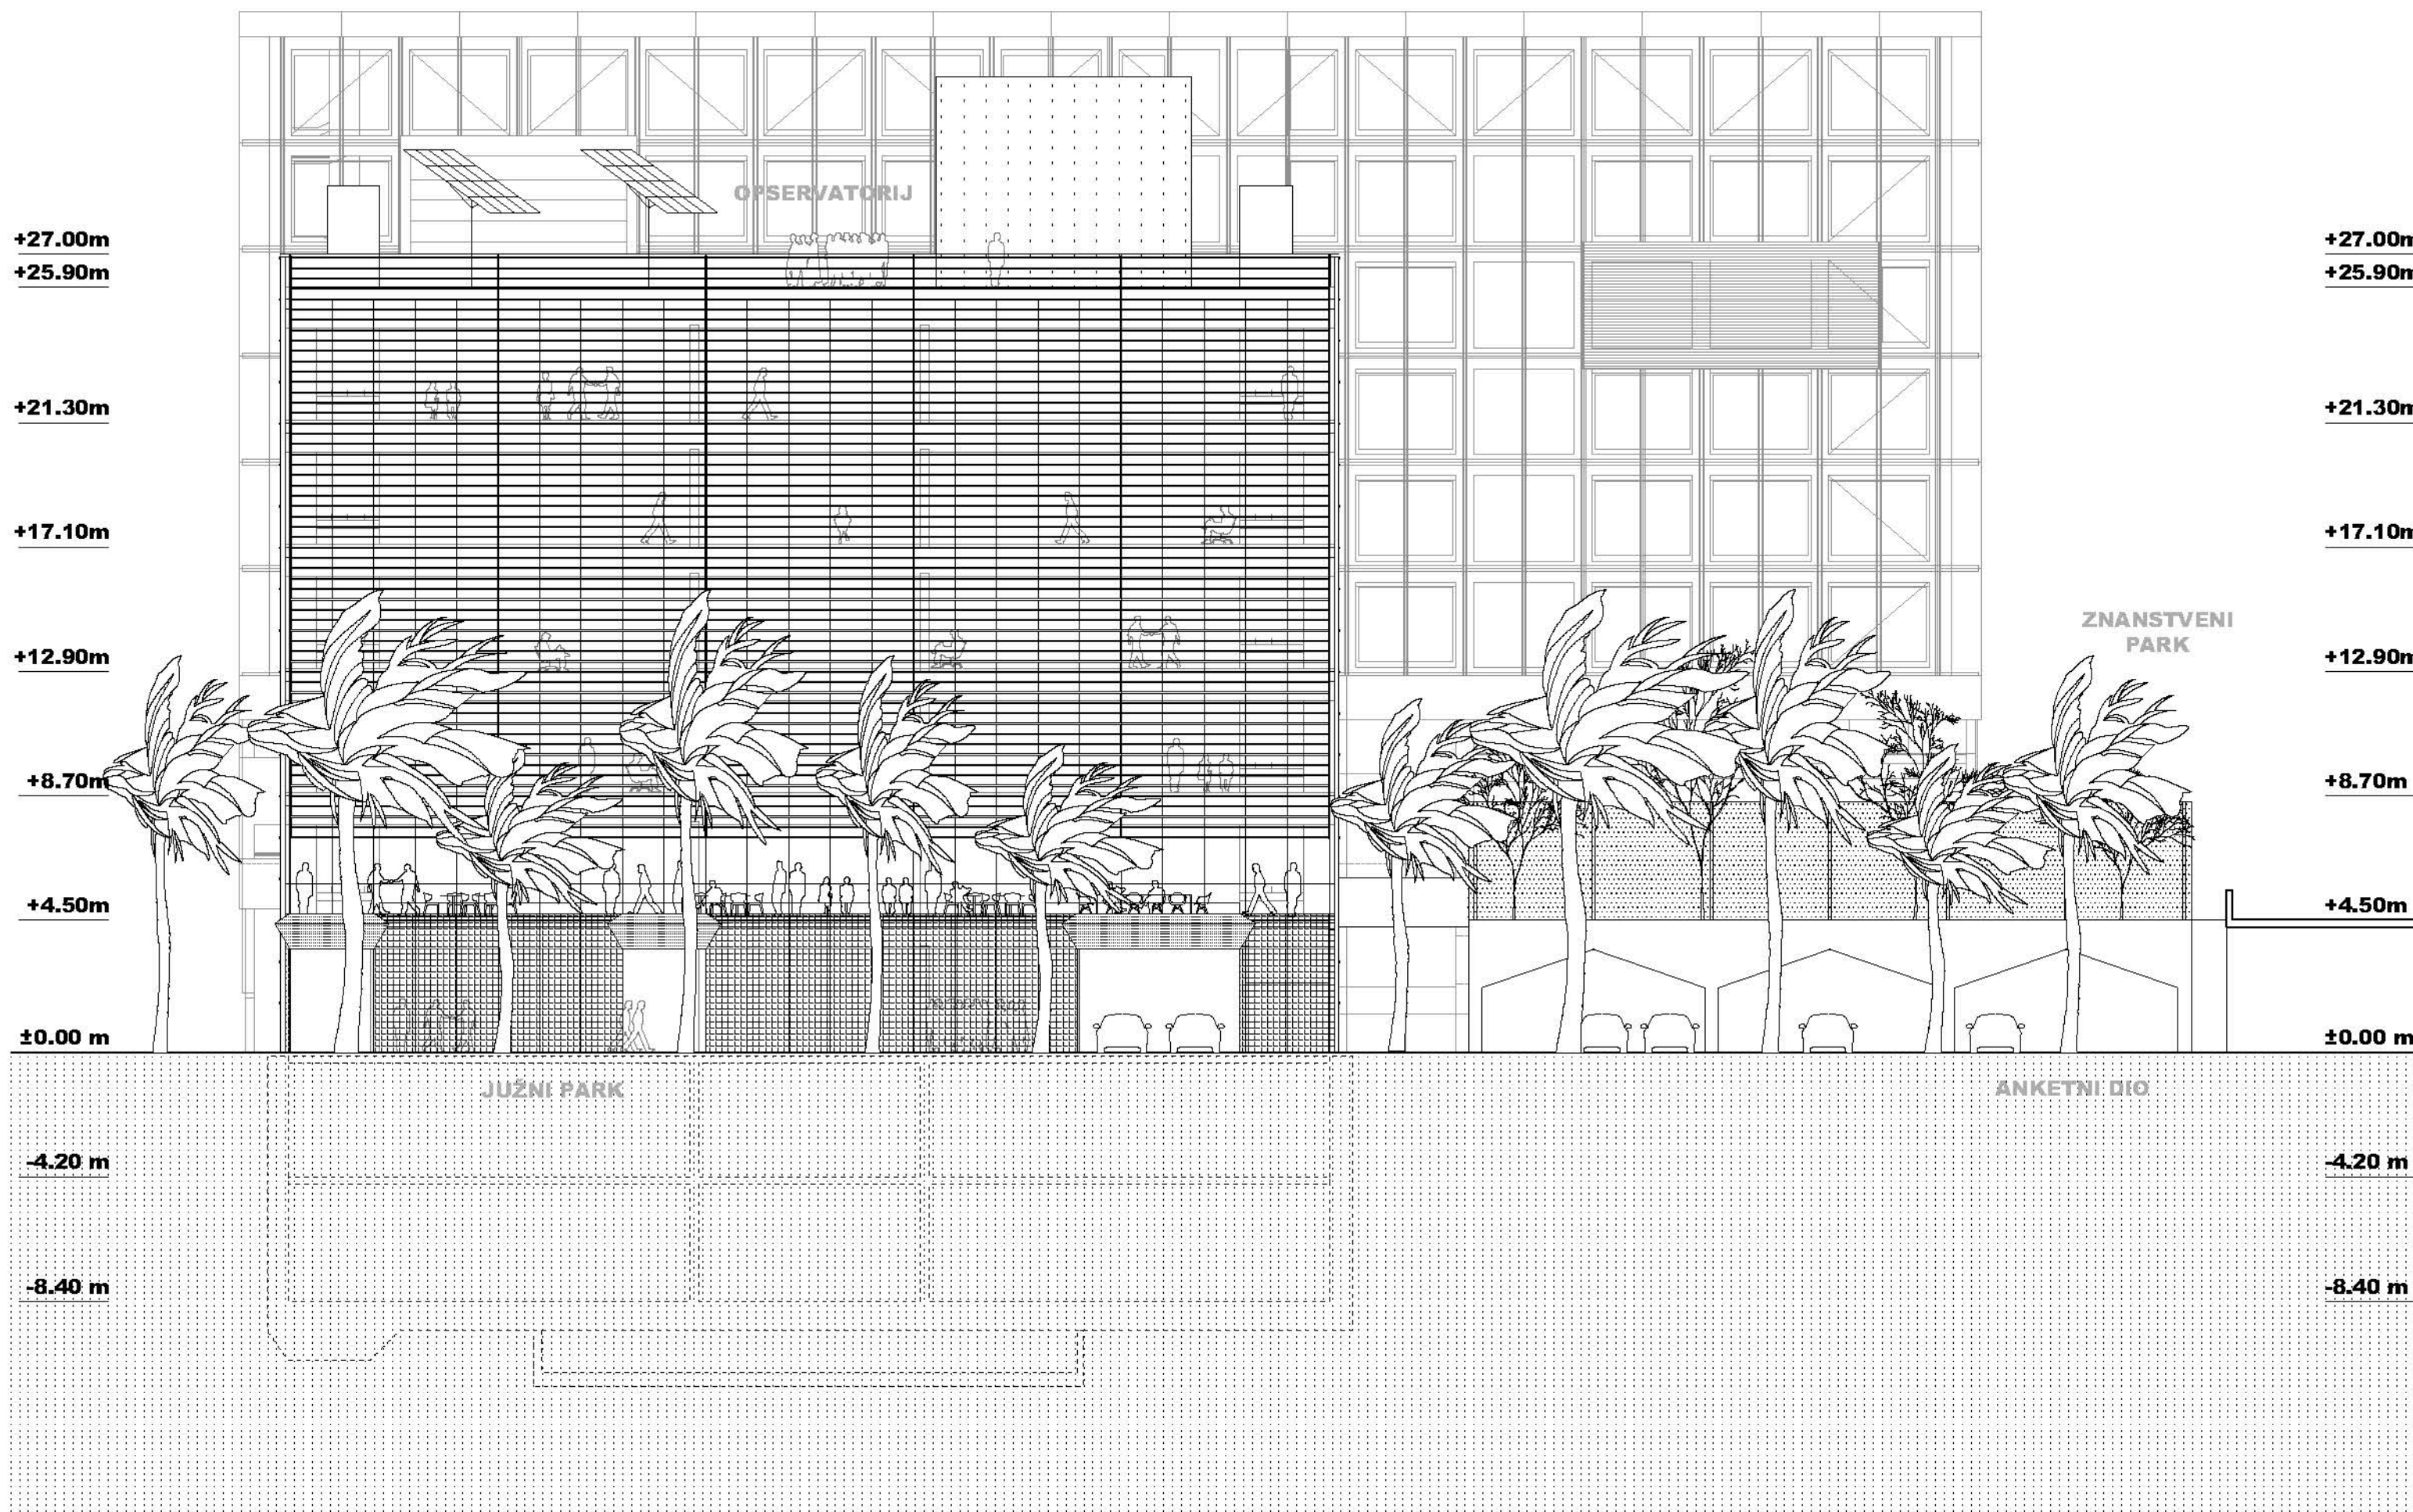 OPSERVATORIJ
+27.00m
+27.00m
+25.90m
+25.90m
+21.30m
+21.30m
+17.10m
+17.10m
ZNANSTVENI
PARK
+12.90m
+12.90m
+8.70m
+8.70m
+4.50m
+4.50m
±0.00 m
±0.00 m
JUŽNI PARK
ANKETNI DIO
-4.20 m
-4.20 m
-8.40 m
-8.40 m